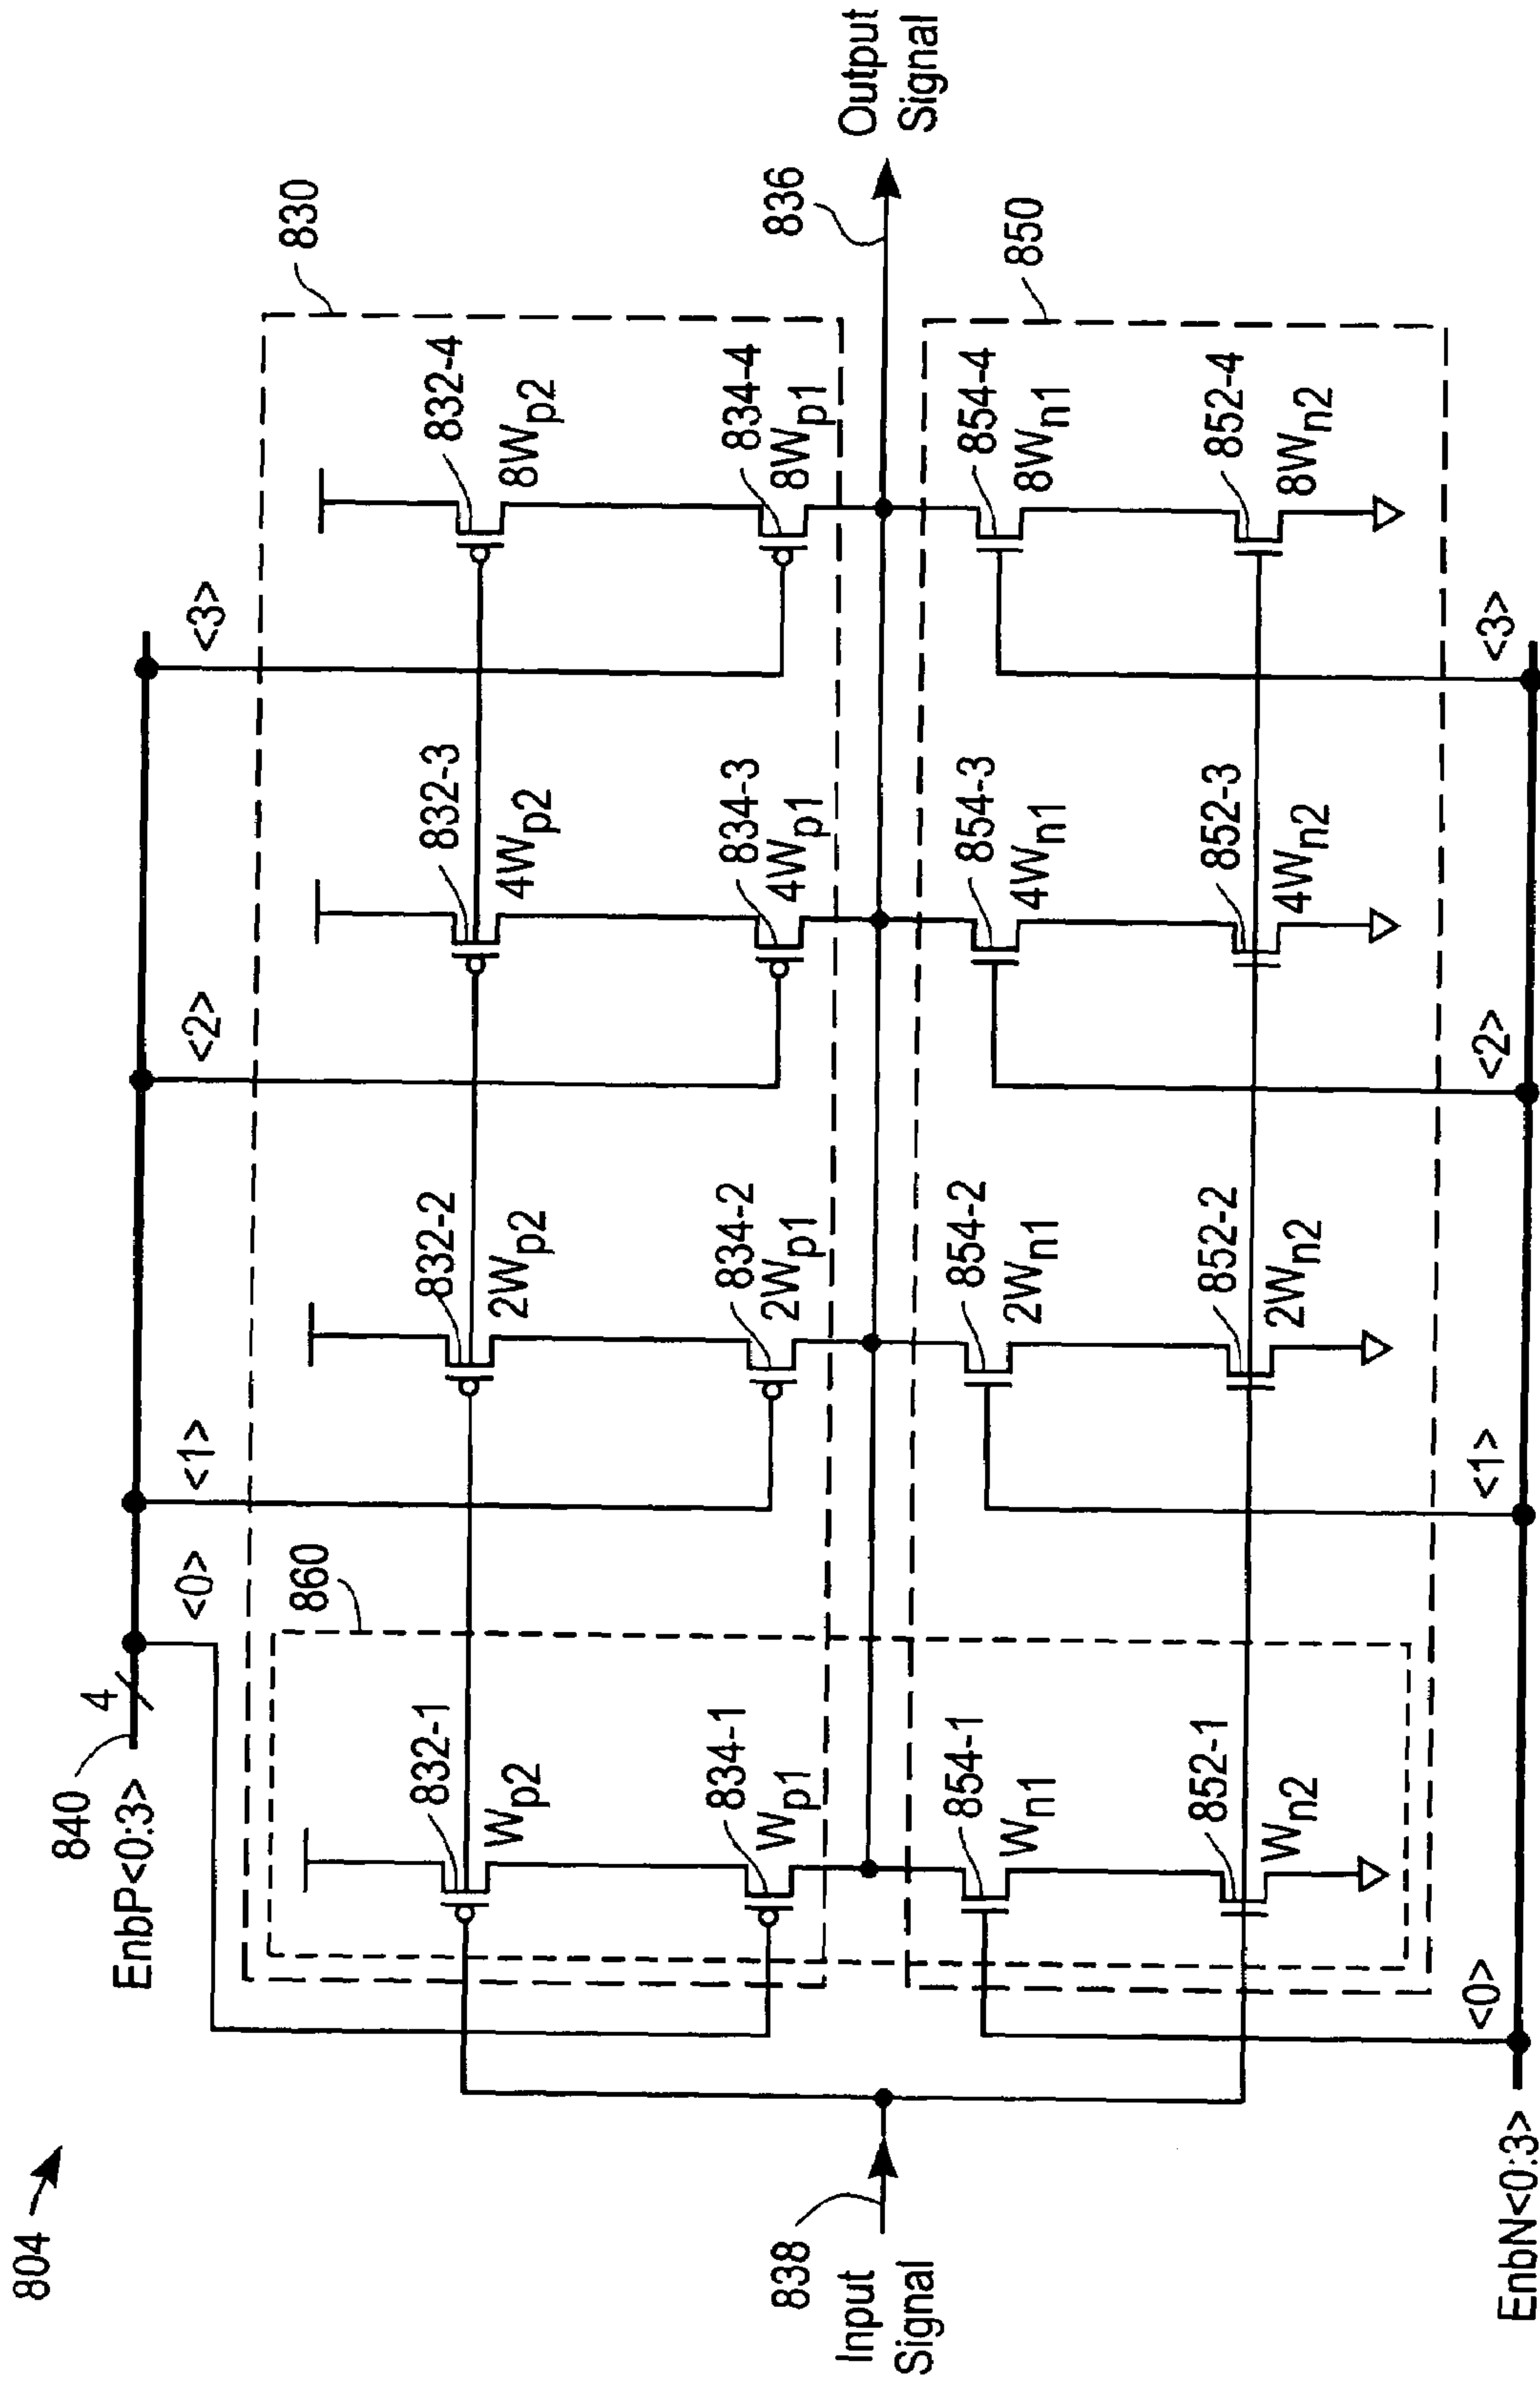 804
840
EnbP<0:3>
4
<0>
<1>
<2>
<3>
830
860
832-1
Wp2
832-2
2Wp2
832-3
4Wp2
832-4
8Wp2
834-1
Wp1
834-2
2Wp1
834-3
4Wp1
834-4
8Wp1
838
Input
Signal
836
Output
Signal
850
854-1
Wn1
854-2
2Wn1
854-3
4Wn1
854-4
8Wn1
852-1
Wn2
852-2
2Wn2
852-3
4Wn2
852-4
8Wn2
EnbN<0:3>
<0>
<1>
<2>
<3>